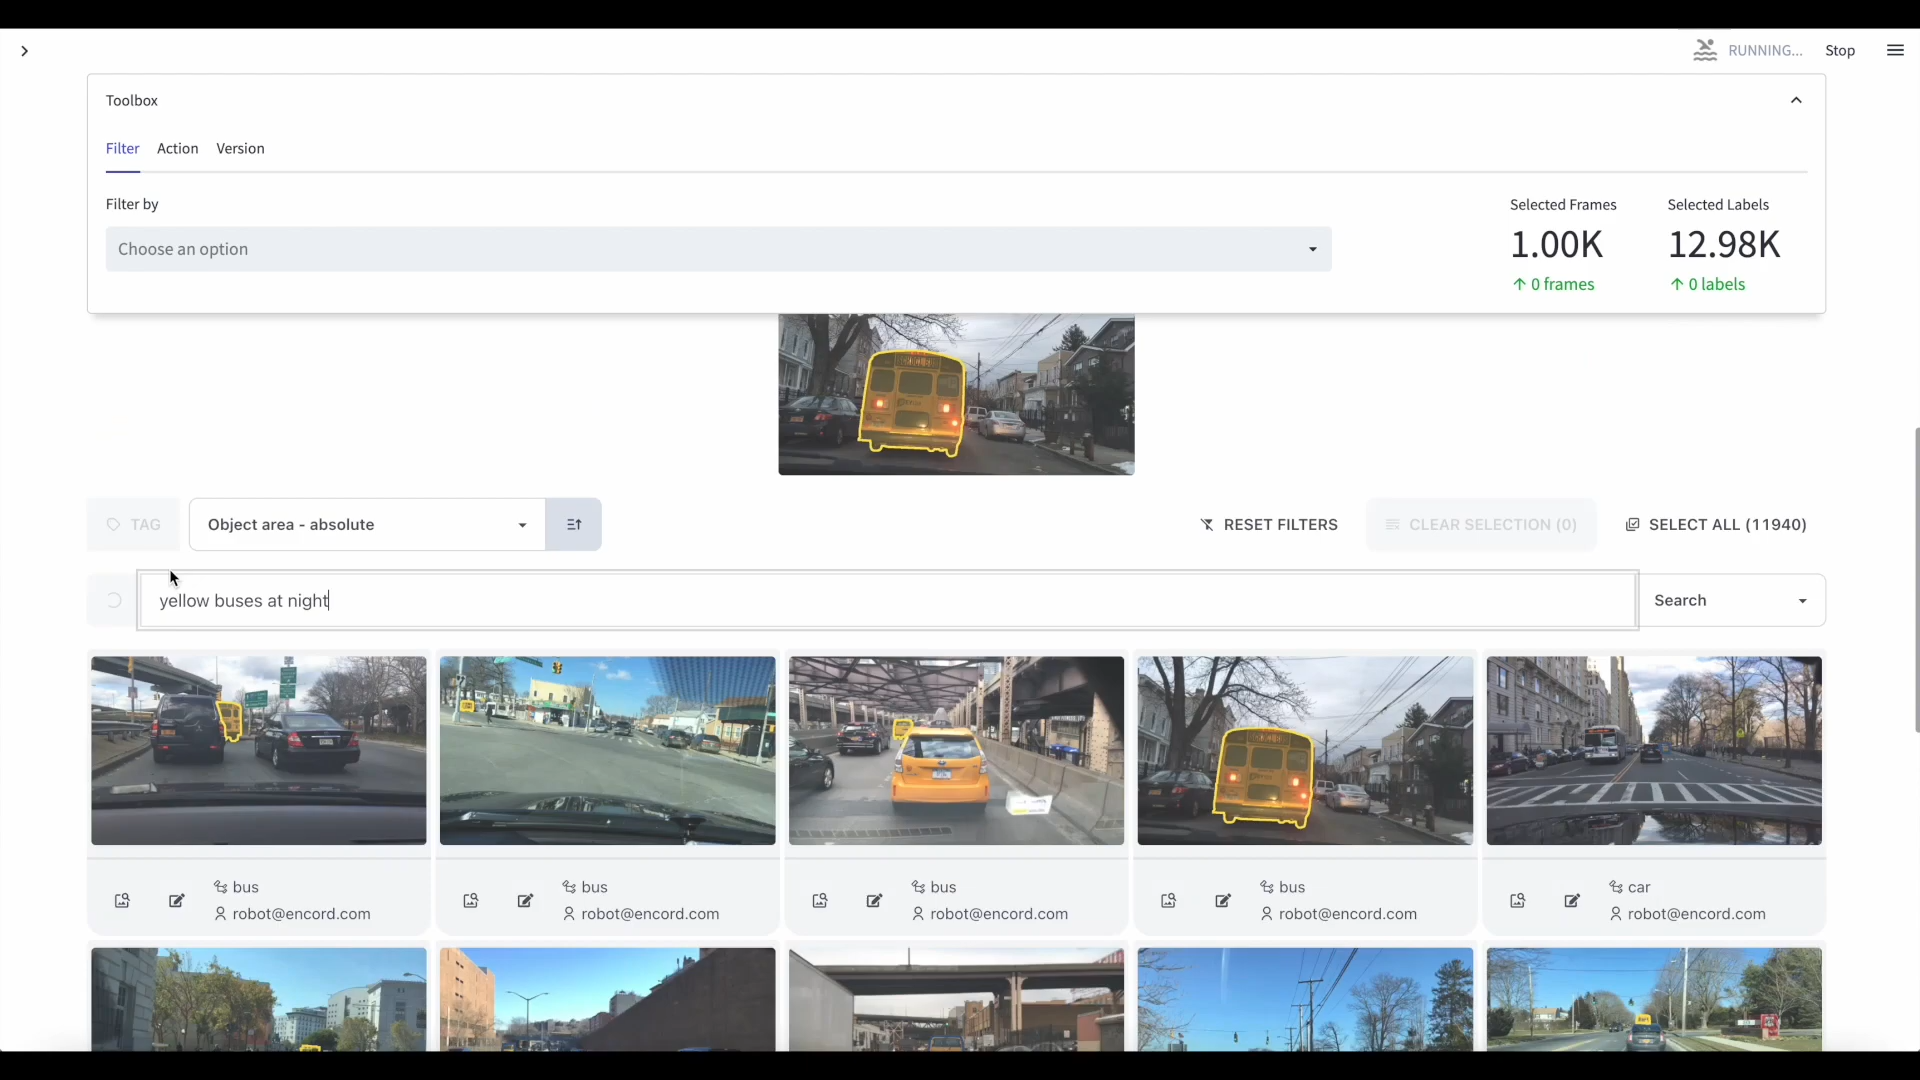 RUNNING...
Stop
Toolbox
Filter
Action
Version
Filter by
Selected Frames
Selected Labels
Choose an option
1.00K
12.98K
↑ 0 frames
↑ 0 labels
TAG
Object area - absolute
RESET FILTERS
CLEAR SELECTION (0)
SELECT ALL (11940)
yellow buses at night
Search
bus
robot@encord.com
bus
robot@encord.com
bus
robot@encord.com
bus
robot@encord.com
car
robot@encord.com